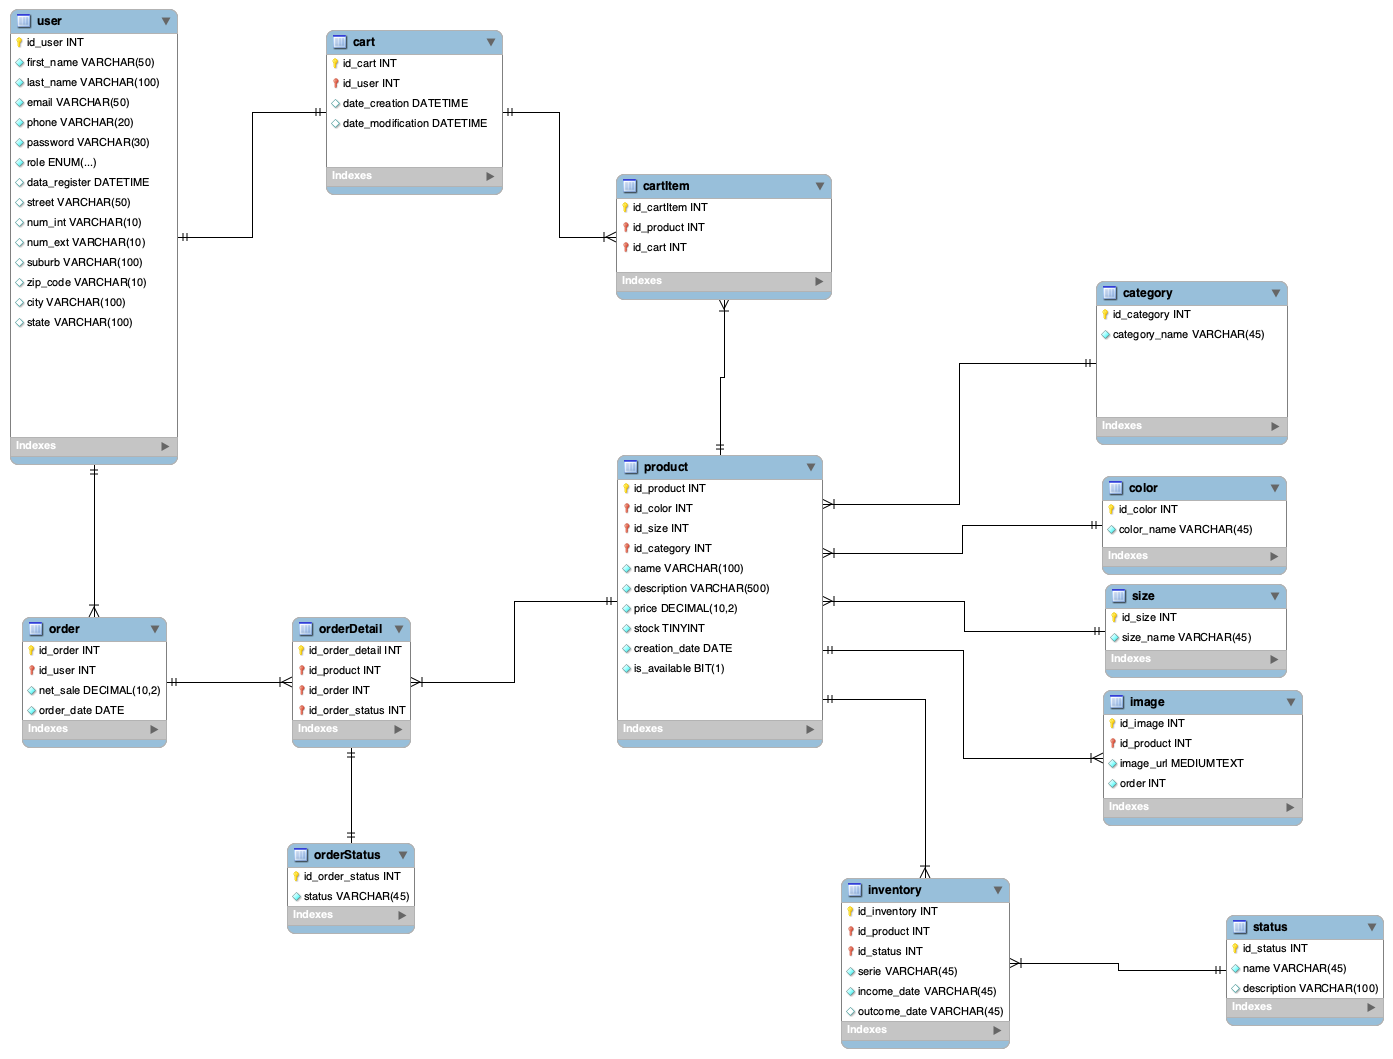 user
id_user INT
first_name VARCHAR(50)
last_name VARCHAR(100)
email VARCHAR(50)
phone VARCHAR(20)
password VARCHAR(30)
role ENUM(...)
data_register DATETIME
street VARCHAR(50)
num_int VARCHAR(10)
num_ext VARCHAR(10)
suburb VARCHAR(100)
zip_code VARCHAR(10)
city VARCHAR(100)
state VARCHAR(100)
Indexes
cart
id_cart INT
id_user INT
date_creation DATETIME
date_modification DATETIME
Indexes
cartItem
id_cartItem INT
id_product INT
id_cart INT
Indexes
category
id_category INT
category_name VARCHAR(45)
Indexes
product
id_product INT
id_color INT
id_size INT
id_category INT
name VARCHAR(100)
description VARCHAR(500)
price DECIMAL(10,2)
stock TINYINT
creation_date DATE
is_available BIT(1)
Indexes
color
id_color INT
color_name VARCHAR(45)
Indexes
size
id_size INT
size_name VARCHAR(45)
Indexes
order
id_order INT
id_user INT
net_sale DECIMAL(10,2)
order_date DATE
Indexes
orderDetail
id_order_detail INT
id_product INT
id_order INT
id_order_status INT
Indexes
image
id_image INT
id_product INT
image_url MEDIUMTEXT
order INT
Indexes
orderStatus
id_order_status INT
status VARCHAR(45)
Indexes
inventory
id_inventory INT
id_product INT
id_status INT
serie VARCHAR(45)
income_date VARCHAR(45)
outcome_date VARCHAR(45)
Indexes
status
id_status INT
name VARCHAR(45)
description VARCHAR(100)
Indexes